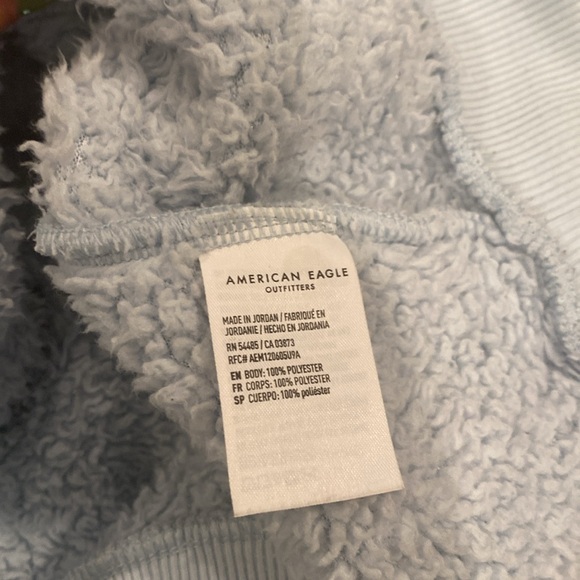 AMERICAN EAGLE
OUTFITTERS
MADE IN JORDAN / FABRIQUÉ EN
JORDANIE / HECHO EN JORDANIA
RN 54485 / CA 03873
RFC# AEM120605U9A
EN BODY: 100% POLYESTER
FR CORPS: 100% POLYESTER
SP CUERPO: 100% poliéster